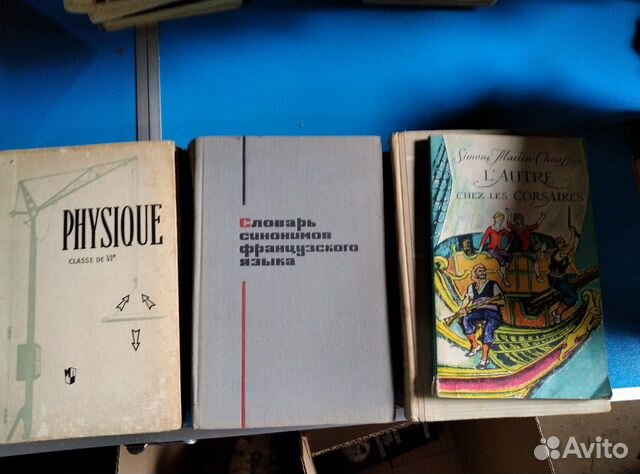 PHYSIQUE
CLASSE DE VIe
Словарь
синонимов
французского
языка
Simone Martin-Chauffier
L'AUTRE
CHEZ LES CORSAIRES
Avito